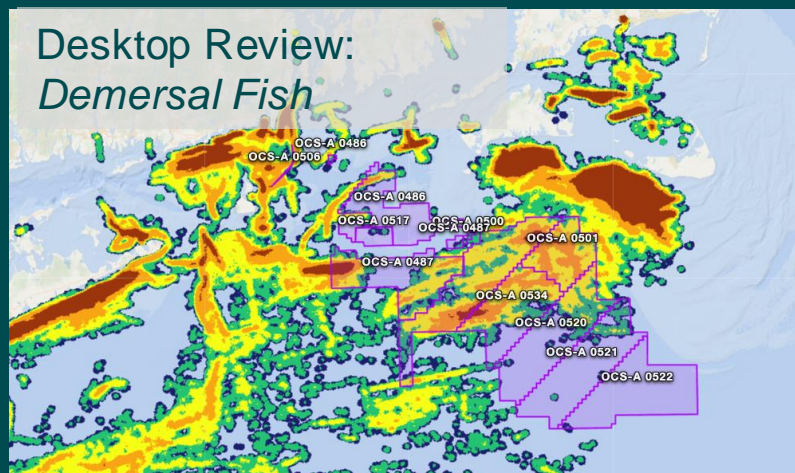 Desktop Review:
Demersal Fish
OCS-A 0486
OCS-A 0506
OCS-A 0486
OCS-A 0517
OCS-A 0500
OCS-A 0487
OCS-A 0501
OCS-A 0487
OCS-A 0534
OCS-A 0520
OCS-A 0521
OCS-A 0522